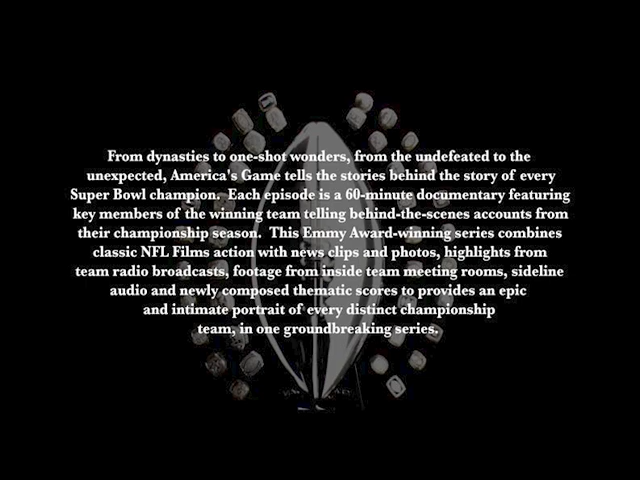 From dynasties to one-shot wonders, from the undefeated to the
unexpected, America's Game tells the stories behind the story of every
Super Bowl champion. Each episode is a 60-minute documentary featuring
key members of the winning team telling behind-the-scenes accounts from
their championship season. This Emmy Award-winning series combines
classic NFL Films action with news clips and photos, highlights from
team radio broadcasts, footage from inside team meeting rooms, sideline
audio and newly composed thematic scores to provides an epic
and intimate portrait of every distinct championship
team, in one groundbreaking series.